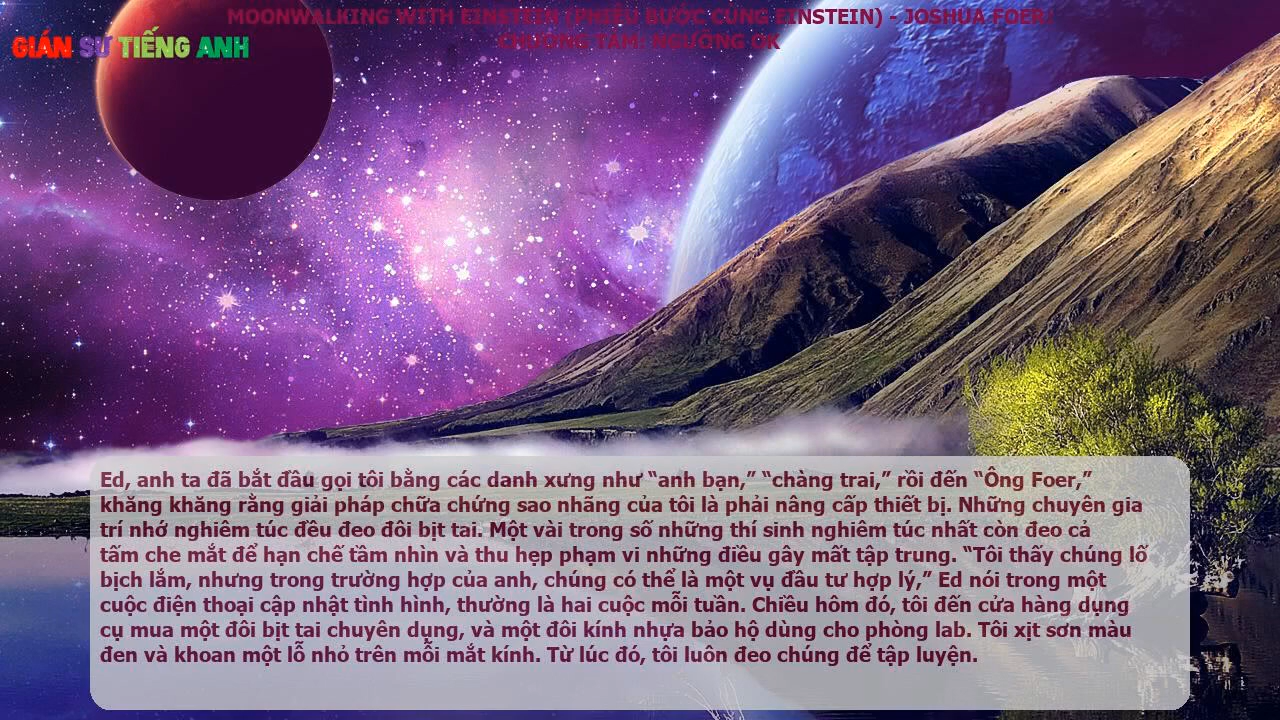 MOONWALKING WITH EINSTEIN (PHIÊU BƯỚC CÙNG EINSTEIN) - JOSHUA FOER/
CHƯƠNG TÁM: NGƯỠNG OK
GIÁN SỨ TIẾNG ANH
Ed, anh ta đã bắt đầu gọi tôi bằng các danh xưng như “anh bạn,” “chàng trai,” rồi đến “Ông Foer,”
khăng khăng rằng giải pháp chữa chứng sao nhãng của tôi là phải nâng cấp thiết bị. Những chuyên gia
trí nhớ nghiêm túc đều đeo đôi bịt tai. Một vài trong số những thí sinh nghiêm túc nhất còn đeo cả
tấm che mắt để hạn chế tầm nhìn và thu hẹp phạm vi những điều gây mất tập trung. “Tôi thấy chúng lố
bịch lắm, nhưng trong trường hợp của anh, chúng có thể là một vụ đầu tư hợp lý,” Ed nói trong một
cuộc điện thoại cập nhật tình hình, thường là hai cuộc mỗi tuần. Chiều hôm đó, tôi đến cửa hàng dụng
cụ mua một đôi bịt tai chuyên dụng, và một đôi kính nhựa bảo hộ dùng cho phòng lab. Tôi xịt sơn màu
đen và khoan một lỗ nhỏ trên mỗi mắt kính. Từ lúc đó, tôi luôn đeo chúng để tập luyện.